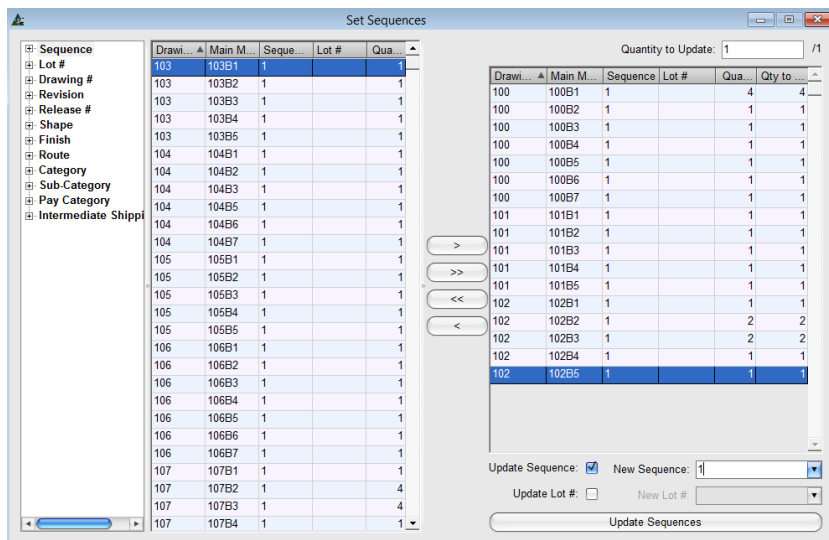 Set Sequences
Sequence
Lot #
Drawing #
Revision
Release #
Shape
Finish
Route
Category
Sub-Category
Pay Category
Intermediate Shippi
Drawi... Main M... Seque... Lot # Qua...
103 103B1 1 1
103 103B2 1 1
103 103B3 1 1
103 103B4 1 1
103 103B5 1 1
104 104B1 1 1
104 104B2 1 1
104 104B3 1 1
104 104B5 1 1
104 104B6 1 1
104 104B7 1 1
105 105B1 1 1
105 105B2 1 1
105 105B3 1 1
105 105B4 1 1
105 105B5 1 1
106 106B1 1 1
106 106B2 1 1
106 106B3 1 1
106 106B4 1 1
106 106B5 1 1
106 106B6 1 1
106 106B7 1 1
107 107B1 1 1
107 107B2 1 4
107 107B3 1 4
107 107B4 1 1
>
>>
<<
<
Quantity to Update: 1 /1
Drawi... Main M... Sequence Lot # Qua... Qty to ...
100 100B1 1 4 4
100 100B2 1 1 1
100 100B3 1 1 1
100 100B4 1 1 1
100 100B5 1 1 1
100 100B6 1 1 1
100 100B7 1 1 1
101 101B1 1 1 1
101 101B2 1 1 1
101 101B3 1 1 1
101 101B4 1 1 1
101 101B5 1 1 1
102 102B1 1 1 1
102 102B2 1 2 2
102 102B3 1 2 2
102 102B4 1 1 1
102 102B5 1 1 1
Update Sequence: New Sequence: 1
Update Lot #: New Lot #:
Update Sequences